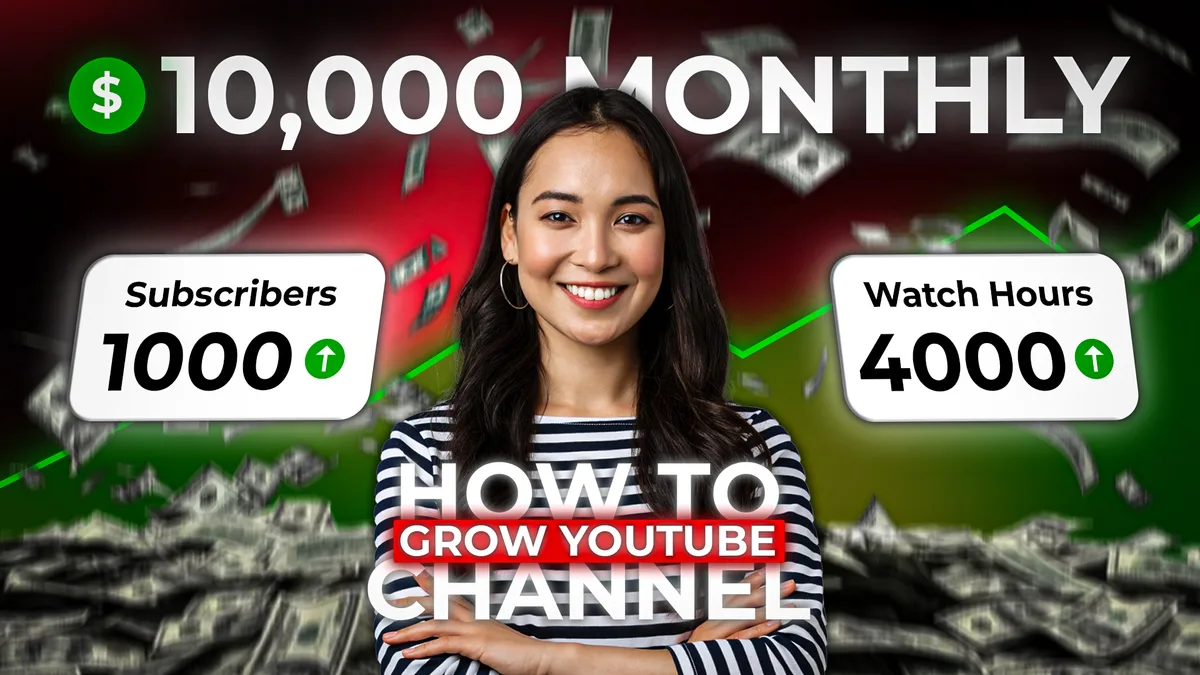 $ 10,000 MONTHLY
Subscribers
1000
Watch Hours
4000
HOW TO
GROW YOUTUBE
CHANNEL